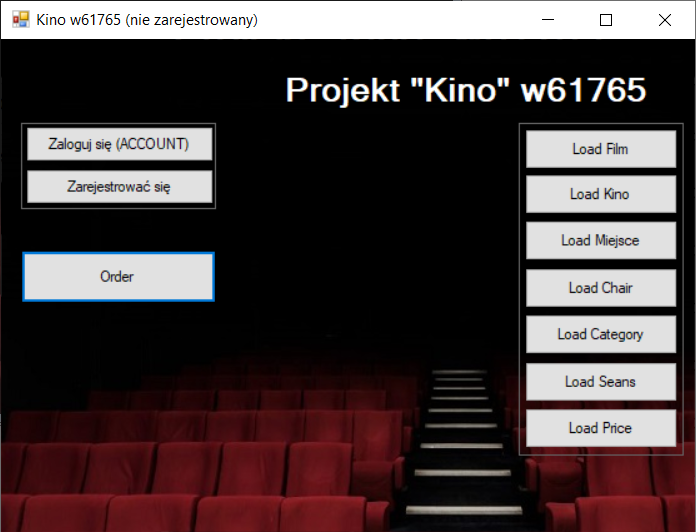 Kino w61765 (nie zarejestrowany)
Projekt "Kino" w61765
Zaloguj się (ACCOUNT)
Zarejestrować się
Order
Load Film
Load Kino
Load Miejsce
Load Chair
Load Category
Load Seans
Load Price